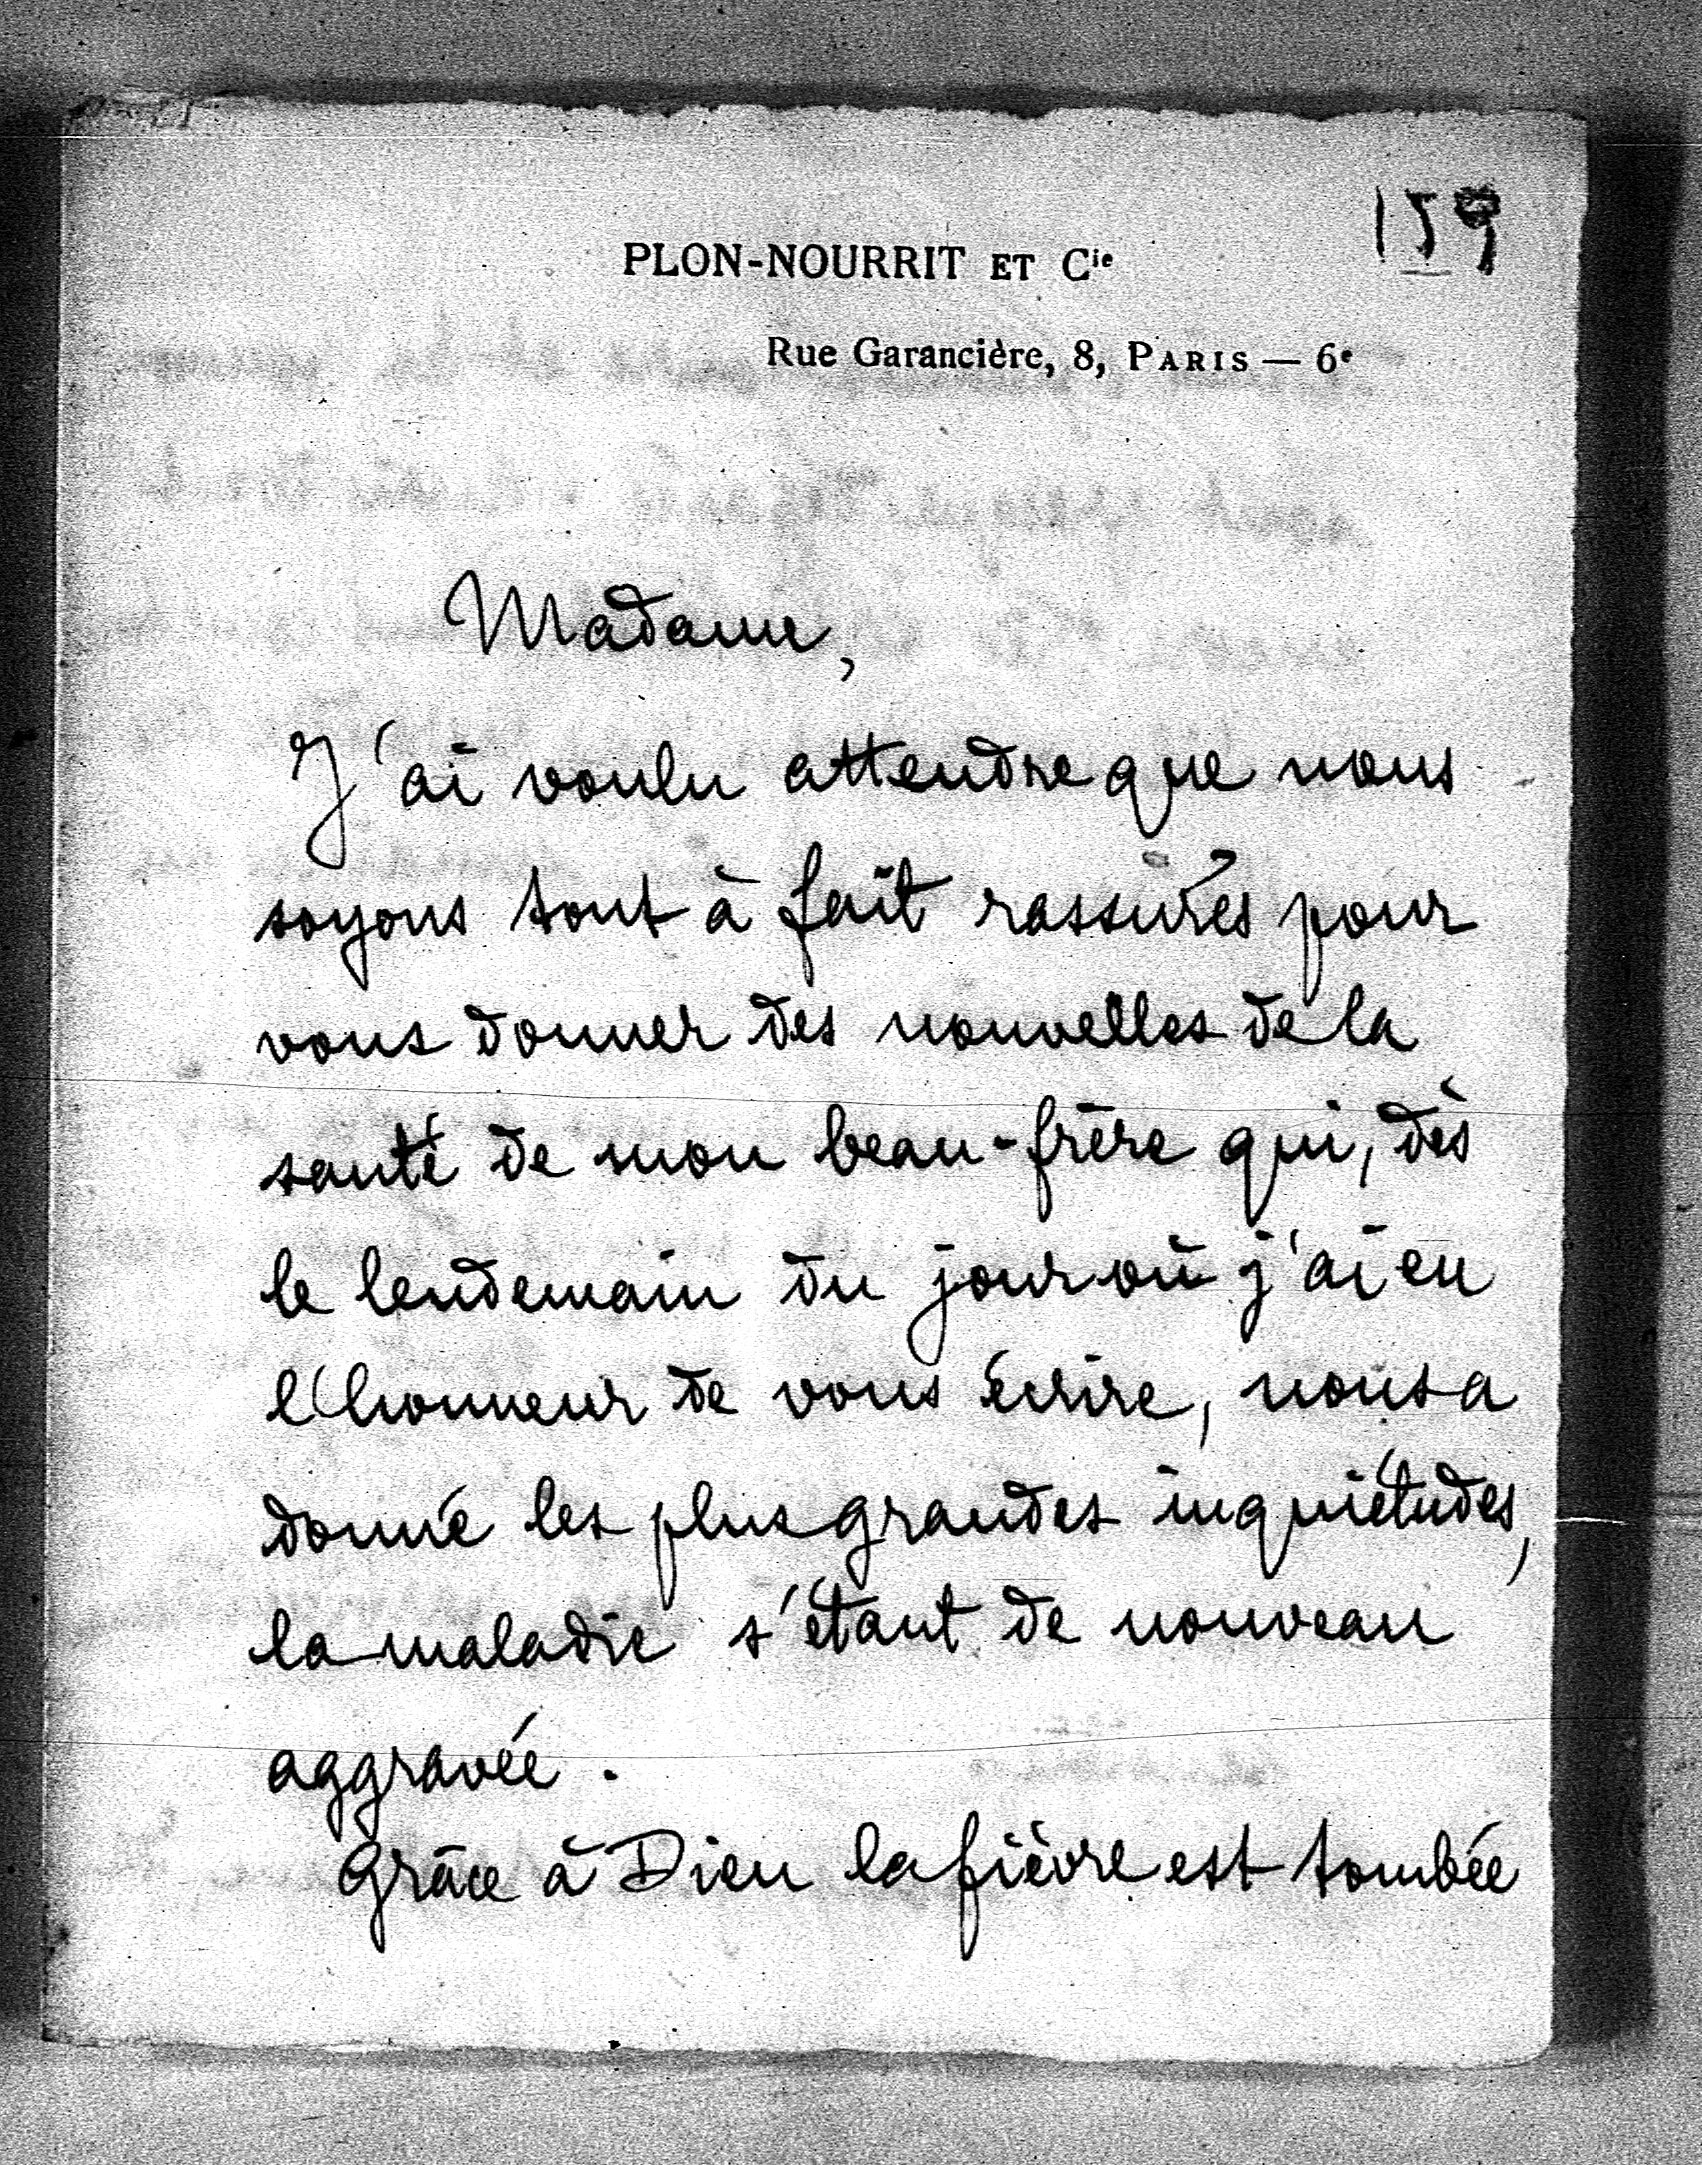 159
PLON-NOURRIT ET Cie
Rue Garancière, 8, PARIS — 6e
Madame,
J'ai voulu attendre que nous
soyons tout à fait rassurés pour
vous donner des nouvelles de la
santé de mon beau-frère qui, dès
le lendemain du jour où j'ai eu
l'honneur de vous écrire, nous a
donné les plus grandes inquiétudes,
la maladie s'étant de nouveau
aggravée.
Grâce à Dieu la fièvre est tombée